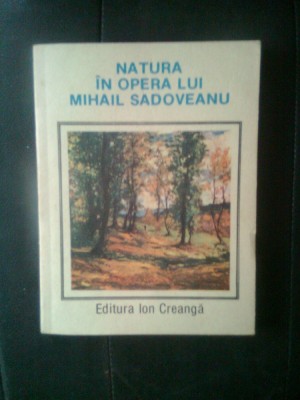 NATURA
ÎN OPERA LUI
MIHAIL SADOVEANU
Editura Ion Creangă